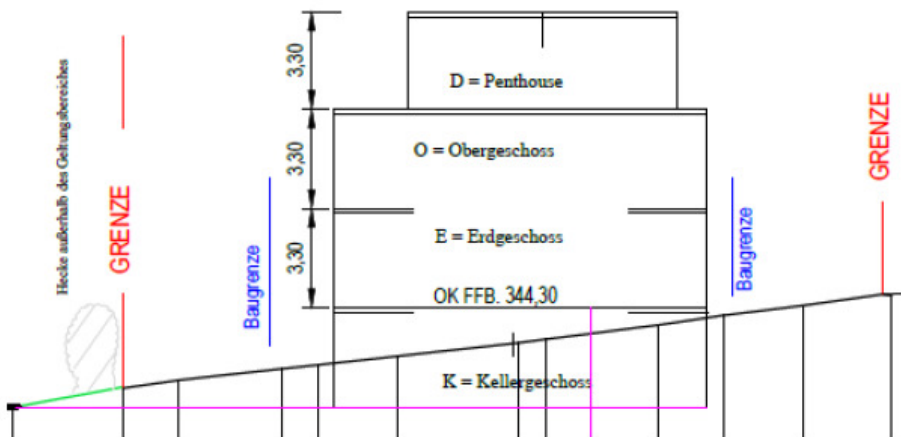 3,30
D = Penthouse
Hecke außerhalb des Geltungsbereiches
GRENZE
GRENZE
3,30
O = Obergeschoss
E = Erdgeschoss
3,30
Baugrenze
Baugrenze
OK FFB. 344,30
K = Kellergeschoss